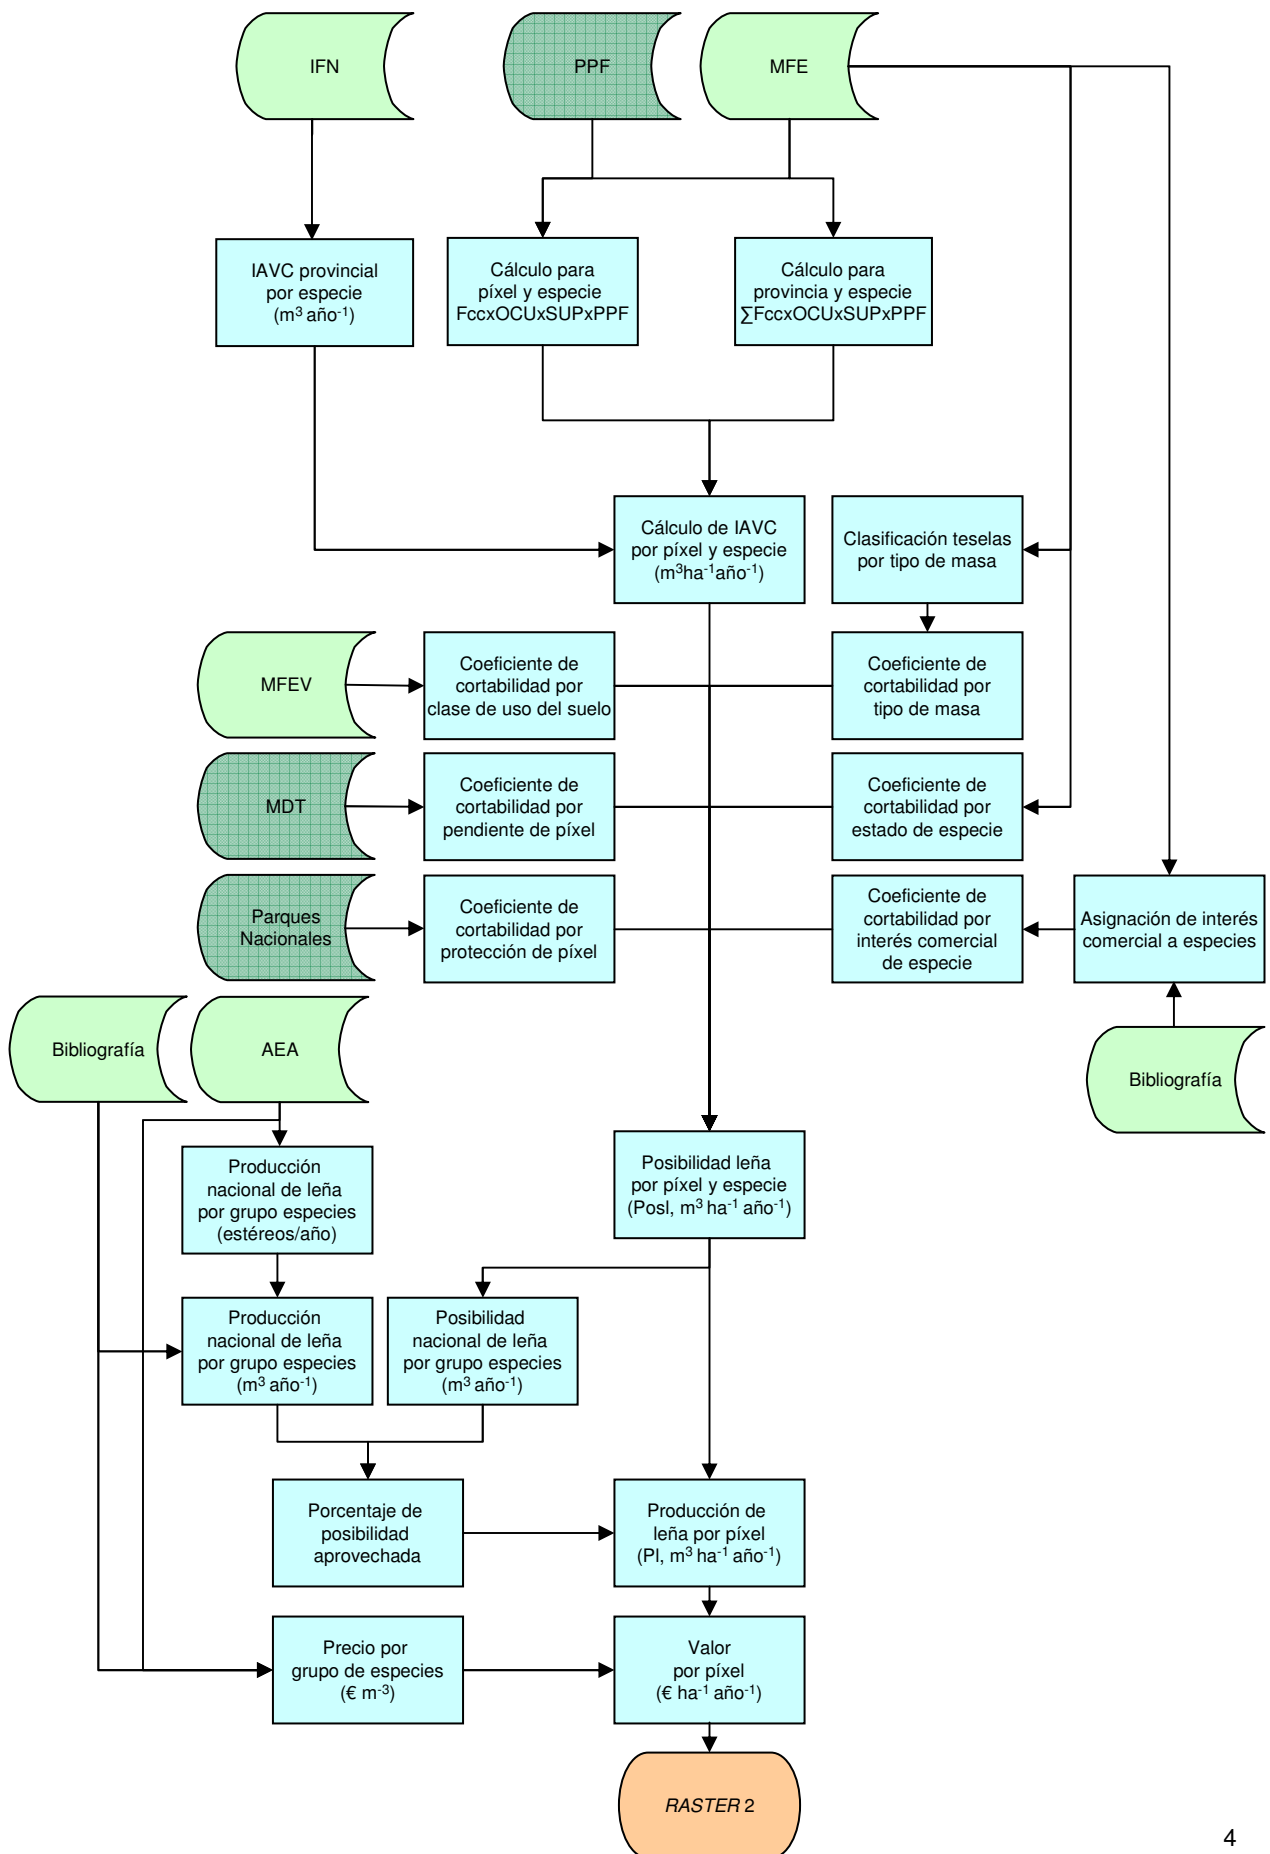 IFN
PPF
MFE
IAVC provincial
por especie
(m³ año⁻¹)
Cálculo para
píxel y especie
FccxOCUxSUPxPPF
Cálculo para
provincia y especie
∑FccxOCUxSUPxPPF
Cálculo de IAVC
por píxel y especie
(m³ha⁻¹año⁻¹)
Clasificación teselas
por tipo de masa
MFEV
Coeficiente de
cortabilidad por
clase de uso del suelo
Coeficiente de
cortabilidad por
tipo de masa
MDT
Coeficiente de
cortabilidad por
pendiente de píxel
Coeficiente de
cortabilidad por
estado de especie
Parques
Nacionales
Coeficiente de
cortabilidad por
protección de píxel
Coeficiente de
cortabilidad por
interés comercial
de especie
Asignación de interés
comercial a especies
Bibliografía
AEA
Bibliografía
Producción
nacional de leña
por grupo especies
(estéreos/año)
Posibilidad leña
por píxel y especie
(Posl, m³ ha⁻¹ año⁻¹)
Producción
nacional de leña
por grupo especies
(m³ año⁻¹)
Posibilidad
nacional de leña
por grupo especies
(m³ año⁻¹)
Porcentaje de
posibilidad
aprovechada
Producción de
leña por píxel
(Pl, m³ ha⁻¹ año⁻¹)
Precio por
grupo de especies
(€ m⁻³)
Valor
por píxel
(€ ha⁻¹ año⁻¹)
RASTER 2
4